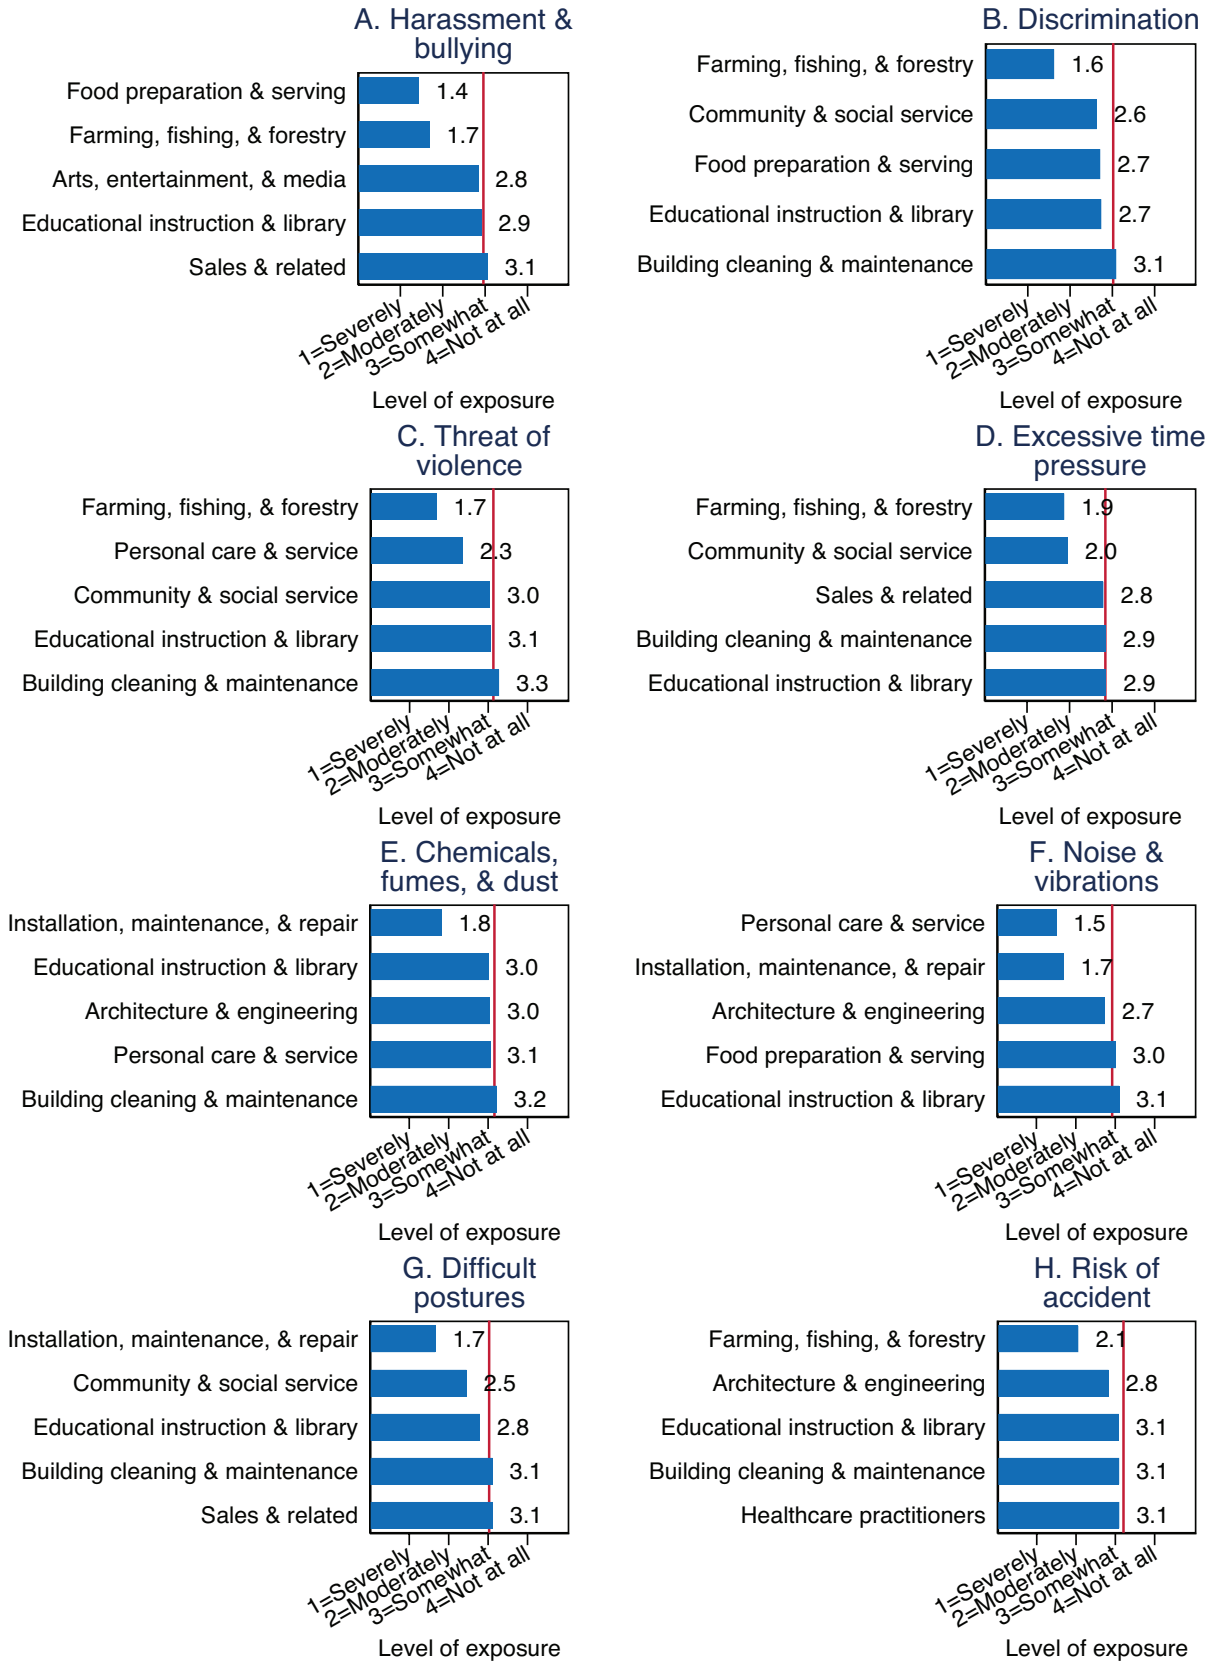 A. Harassment &
bullying
Food preparation & serving 1.4
Farming, fishing, & forestry 1.7
Arts, entertainment, & media 2.8
Educational instruction & library 2.9
Sales & related 3.1
1=Severely
2=Moderately
3=Somewhat
4=Not at all
Level of exposure
B. Discrimination
Farming, fishing, & forestry 1.6
Community & social service 2.6
Food preparation & serving 2.7
Educational instruction & library 2.7
Building cleaning & maintenance 3.1
1=Severely
2=Moderately
3=Somewhat
4=Not at all
Level of exposure
C. Threat of
violence
Farming, fishing, & forestry 1.7
Personal care & service 2.3
Community & social service 3.0
Educational instruction & library 3.1
Building cleaning & maintenance 3.3
1=Severely
2=Moderately
3=Somewhat
4=Not at all
Level of exposure
D. Excessive time
pressure
Farming, fishing, & forestry 1.9
Community & social service 2.0
Sales & related 2.8
Building cleaning & maintenance 2.9
Educational instruction & library 2.9
1=Severely
2=Moderately
3=Somewhat
4=Not at all
Level of exposure
E. Chemicals,
fumes, & dust
Installation, maintenance, & repair 1.8
Educational instruction & library 3.0
Architecture & engineering 3.0
Personal care & service 3.1
Building cleaning & maintenance 3.2
1=Severely
2=Moderately
3=Somewhat
4=Not at all
Level of exposure
F. Noise &
vibrations
Personal care & service 1.5
Installation, maintenance, & repair 1.7
Architecture & engineering 2.7
Food preparation & serving 3.0
Educational instruction & library 3.1
1=Severely
2=Moderately
3=Somewhat
4=Not at all
Level of exposure
G. Difficult
postures
Installation, maintenance, & repair 1.7
Community & social service 2.5
Educational instruction & library 2.8
Building cleaning & maintenance 3.1
Sales & related 3.1
1=Severely
2=Moderately
3=Somewhat
4=Not at all
Level of exposure
H. Risk of
accident
Farming, fishing, & forestry 2.1
Architecture & engineering 2.8
Educational instruction & library 3.1
Building cleaning & maintenance 3.1
Healthcare practitioners 3.1
1=Severely
2=Moderately
3=Somewhat
4=Not at all
Level of exposure